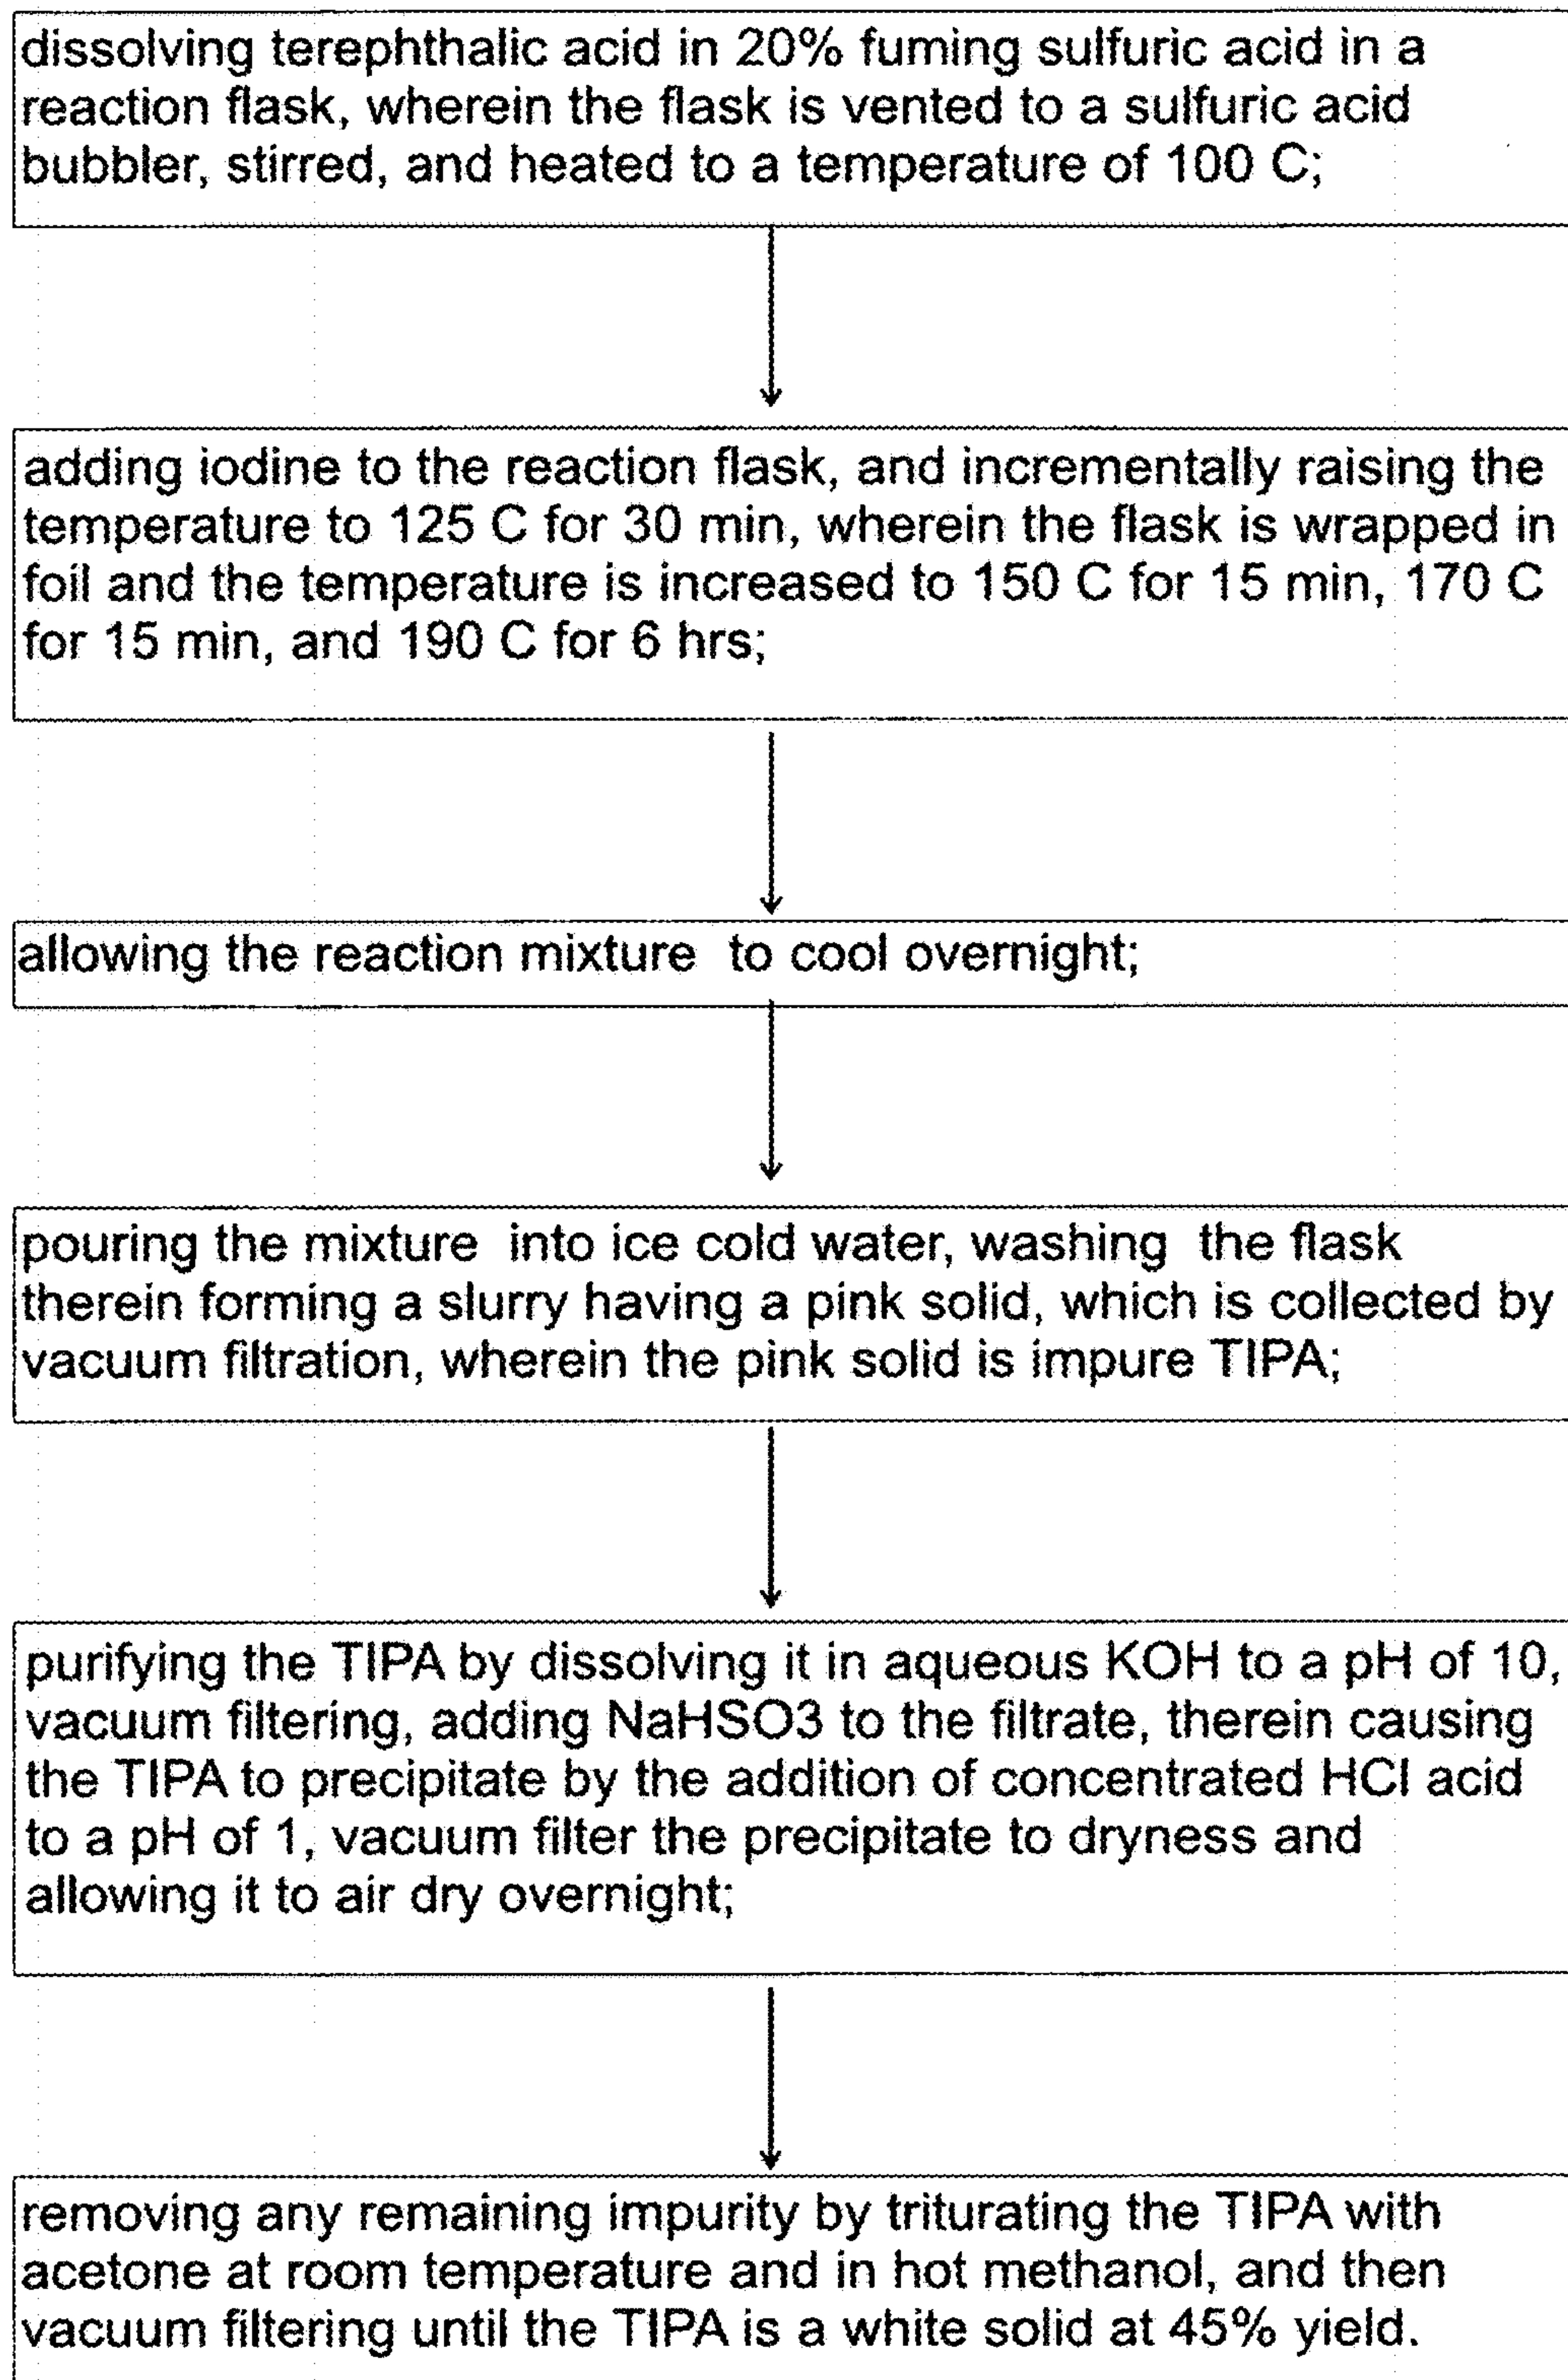 dissolving terephthalic acid in 20% fuming sulfuric acid in a
reaction flask, wherein the flask is vented to a sulfuric acid
bubbler, stirred, and heated to a temperature of 100 C;
adding iodine to the reaction flask, and incrementally raising the
temperature to 125 C for 30 min, wherein the flask is wrapped in
foil and the temperature is increased to 150 C for 15 min, 170 C
for 15 min, and 190 C for 6 hrs;
allowing the reaction mixture to cool overnight;
pouring the mixture into ice cold water, washing the flask
therein forming a slurry having a pink solid, which is collected by
vacuum filtration, wherein the pink solid is impure TIPA;
purifying the TIPA by dissolving it in aqueous KOH to a pH of 10,
vacuum filtering, adding NaHSO3 to the filtrate, therein causing
the TIPA to precipitate by the addition of concentrated HCl acid
to a pH of 1, vacuum filter the precipitate to dryness and
allowing it to air dry overnight;
removing any remaining impurity by triturating the TIPA with
acetone at room temperature and in hot methanol, and then
vacuum filtering until the TIPA is a white solid at 45% yield.